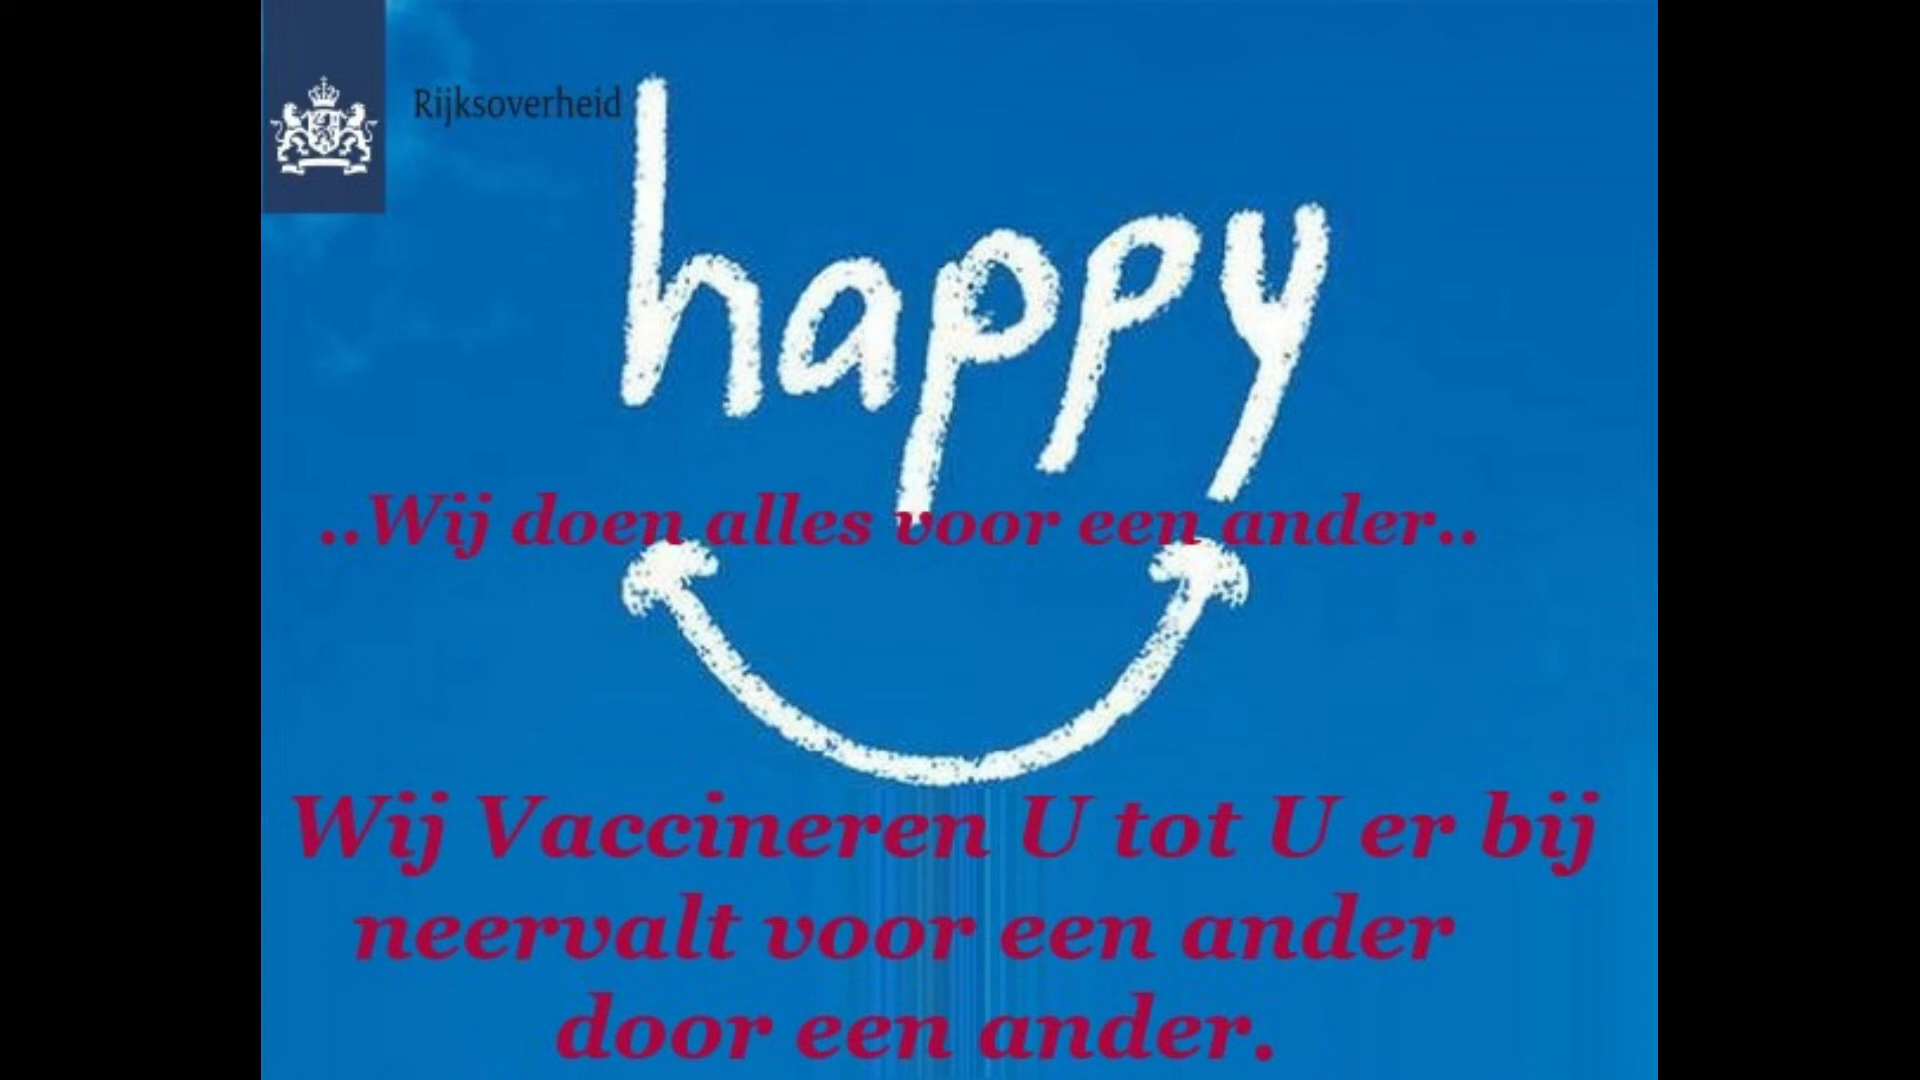 Rijksoverheid
happy
..Wij doen alles voor een ander..
Wij Vaccineren U tot U er bij
neervalt voor een ander
door een ander.